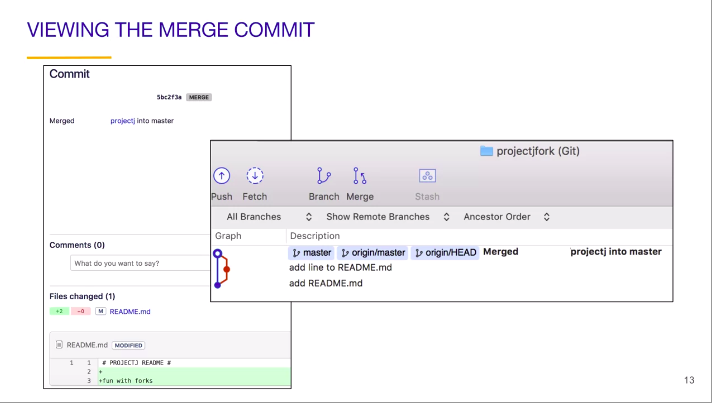 VIEWING THE MERGE COMMIT
Commit
5bc2f3a MERGE
Merged projectj into master
Comments (0)
What do you want to say?
Files changed (1)
+2 -0 M README.md
README.md MODIFIED
1 1 # PROJECTJ README #
2 +
3 +fun with forks
projectjfork (Git)
Push Fetch Branch Merge Stash
All Branches Show Remote Branches Ancestor Order
Graph Description
master origin/master origin/HEAD Merged projectj into master
add line to README.md
add README.md
13